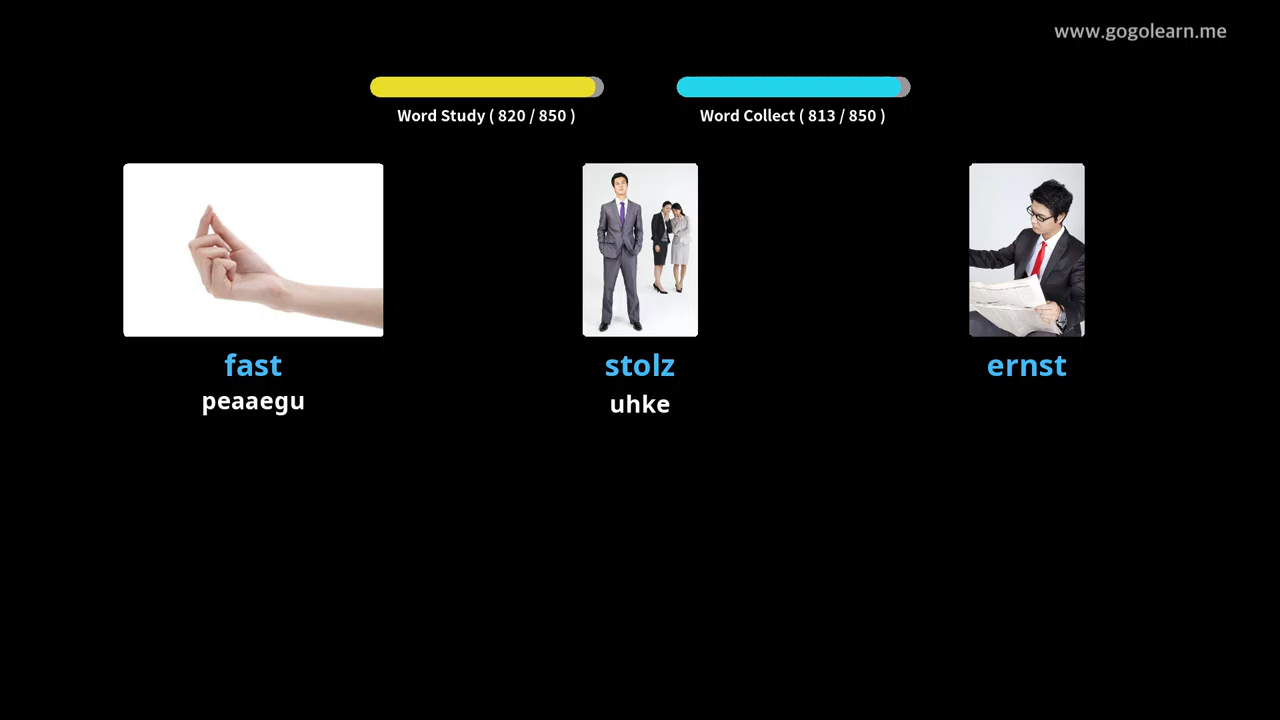 www.gogolearn.me
Word Study ( 820 / 850 )
Word Collect ( 813 / 850 )
fast
peaaegu
stolz
uhke
ernst